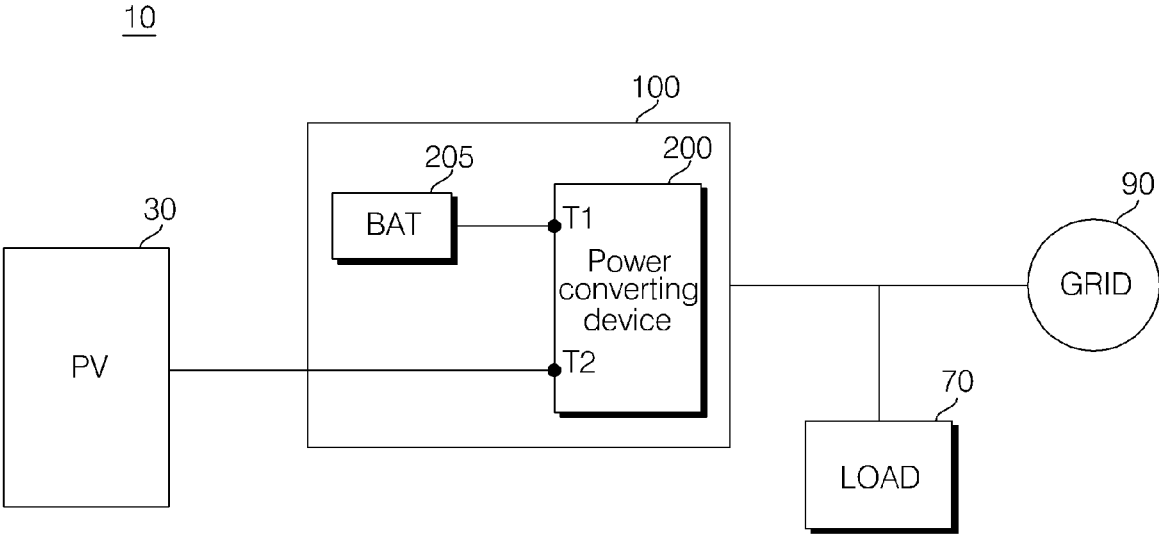 10
100
205
200
BAT
T1
30
90
Power
converting
device
GRID
PV
T2
70
LOAD